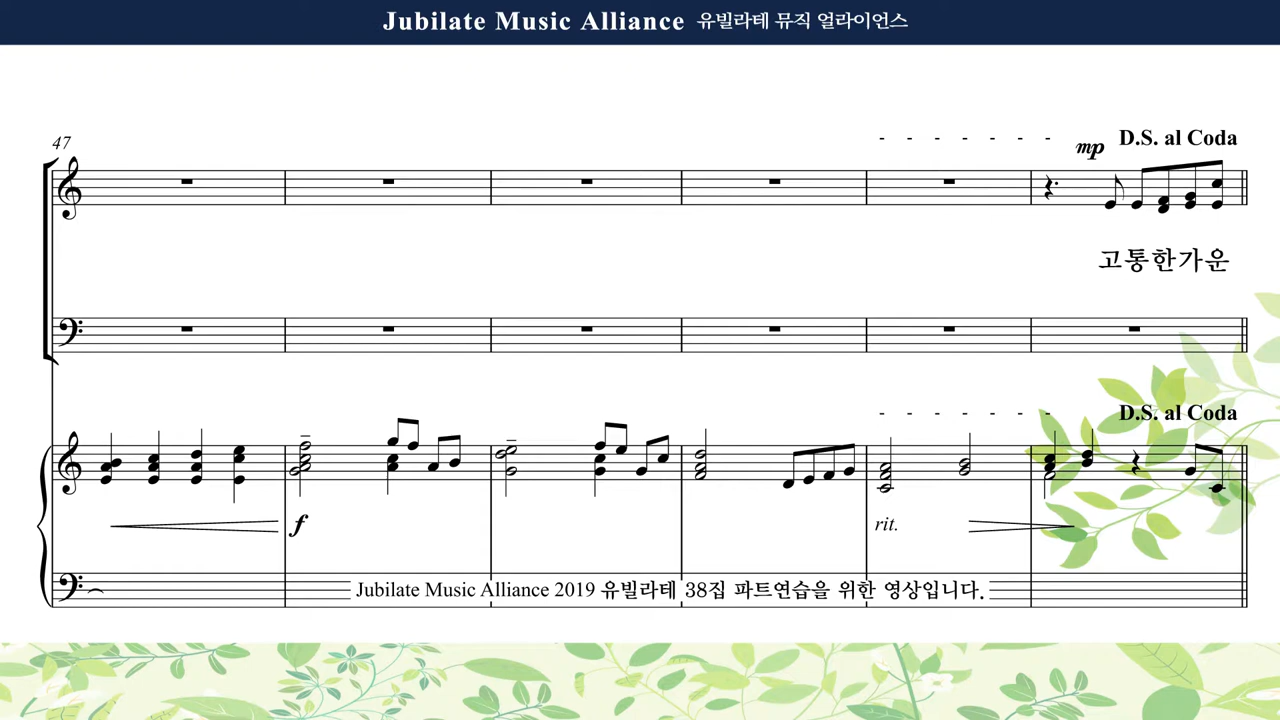 Jubilate Music Alliance 유빌라테 뮤직 얼라이언스
47
D.S. al Coda
mp
고통한가운
D.S. al Coda
f
rit.
Jubilate Music Alliance 2019 유빌라테 38집 파트연습을 위한 영상입니다.